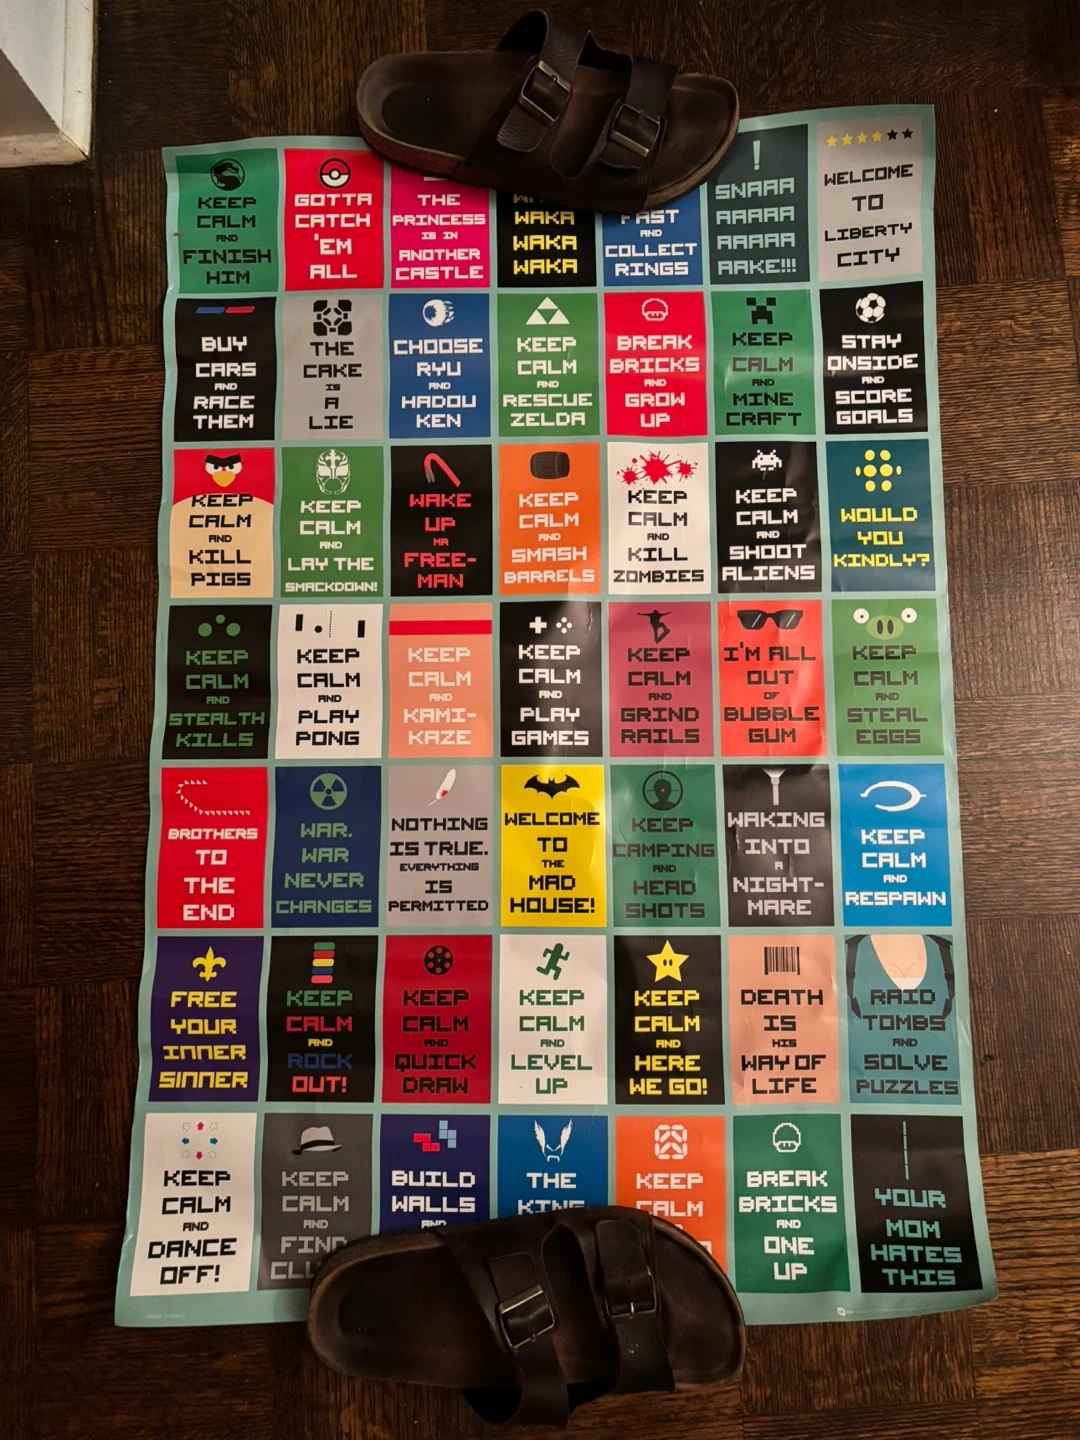 KEEP
CALM
AND
FINISH
HIM
GOTTA
CATCH
'EM
ALL
THE
PRINCESS
IS IN
ANOTHER
CASTLE
WAKA
WAKA
WAKA
FAST
AND
COLLECT
RINGS
!
SNAAA
AAAAA
AAAAA
AAKE!!!
WELCOME
TO
LIBERTY
CITY
BUY
CARS
AND
RACE
THEM
THE
CAKE
IS
A
LIE
CHOOSE
RYU
AND
HADOU
KEN
KEEP
CALM
AND
RESCUE
ZELDA
BREAK
BRICKS
AND
GROW
UP
KEEP
CALM
AND
MINE
CRAFT
STAY
ONSIDE
AND
SCORE
GOALS
KEEP
CALM
AND
KILL
PIGS
KEEP
CALM
AND
LAY THE
SMACKDOWN!
WAKE
UP
MR
FREE-
MAN
KEEP
CALM
AND
SMASH
BARRELS
KEEP
CALM
AND
KILL
ZOMBIES
KEEP
CALM
AND
SHOOT
ALIENS
WOULD
YOU
KINDLY?
KEEP
CALM
AND
STEALTH
KILLS
KEEP
CALM
AND
PLAY
PONG
KEEP
CALM
AND
KAMI-
KAZE
KEEP
CALM
AND
PLAY
GAMES
KEEP
CALM
AND
GRIND
RAILS
I'M ALL
OUT
OF
BUBBLE
GUM
KEEP
CALM
AND
STEAL
EGGS
BROTHERS
TO
THE
END
WAR.
WAR
NEVER
CHANGES
NOTHING
IS TRUE.
EVERYTHING
IS
PERMITTED
WELCOME
TO
THE
MAD
HOUSE!
KEEP
CAMPING
AND
HEAD
SHOTS
WAKING
INTO
A
NIGHT-
MARE
KEEP
CALM
AND
RESPAWN
FREE
YOUR
INNER
SINNER
KEEP
CALM
AND
ROCK
OUT!
KEEP
CALM
AND
QUICK
DRAW
KEEP
CALM
AND
LEVEL
UP
KEEP
CALM
AND
HERE
WE GO!
DEATH
IS
HIS
WAY OF
LIFE
RAID
TOMBS
AND
SOLVE
PUZZLES
KEEP
CALM
AND
DANCE
OFF!
KEEP
CALM
AND
FIND
BUILD
WALLS
AND
THE
KING
KEEP
CALM
BREAK
BRICKS
AND
ONE
UP
YOUR
MOM
HATES
THIS